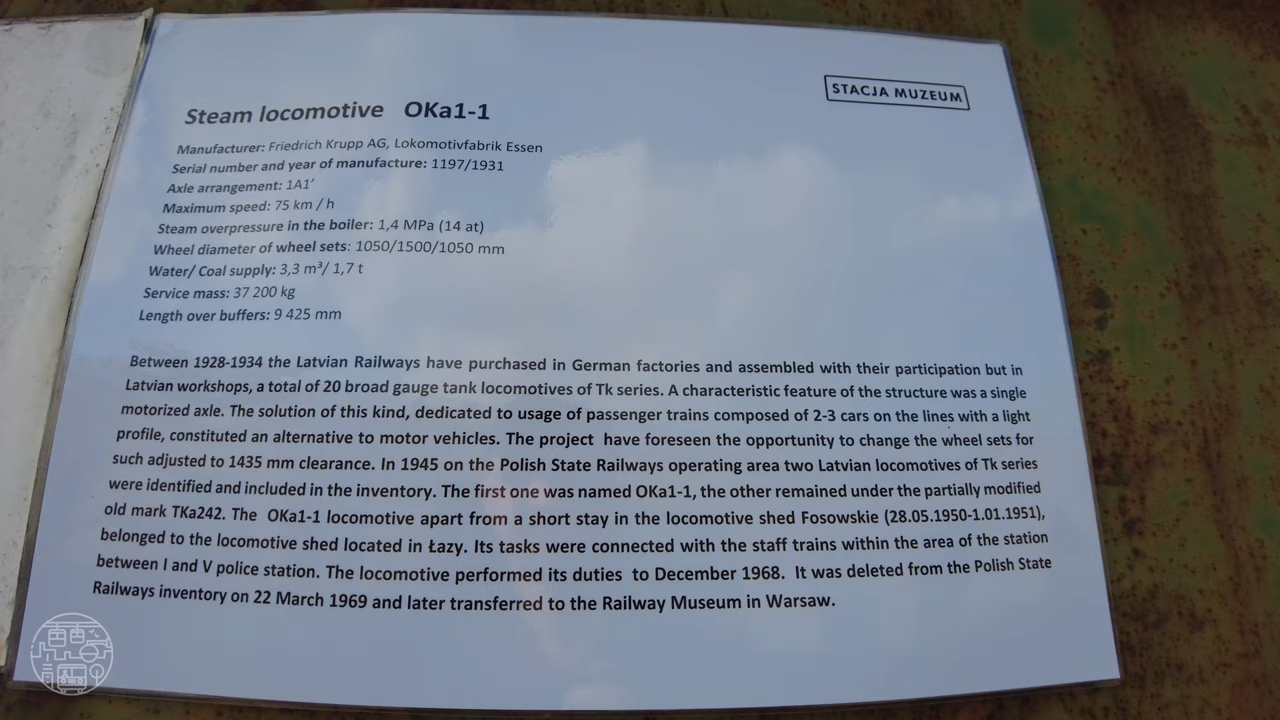 STACJA MUZEUM
Steam locomotive OKa1-1
Manufacturer: Friedrich Krupp AG, Lokomotivfabrik Essen
Serial number and year of manufacture: 1197/1931
Axle arrangement: 1A1’
Maximum speed: 75 km / h
Steam overpressure in the boiler: 1,4 MPa (14 at)
Wheel diameter of wheel sets: 1050/1500/1050 mm
Water/ Coal supply: 3,3 m³/ 1,7 t
Service mass: 37 200 kg
Length over buffers: 9 425 mm
Between 1928-1934 the Latvian Railways have purchased in German factories and assembled with their participation but in
Latvian workshops, a total of 20 broad gauge tank locomotives of Tk series. A characteristic feature of the structure was a single
motorized axle. The solution of this kind, dedicated to usage of passenger trains composed of 2-3 cars on the lines with a light
profile, constituted an alternative to motor vehicles. The project have foreseen the opportunity to change the wheel sets for
such adjusted to 1435 mm clearance. In 1945 on the Polish State Railways operating area two Latvian locomotives of Tk series
were identified and included in the inventory. The first one was named OKa1-1, the other remained under the partially modified
old mark TKa242. The OKa1-1 locomotive apart from a short stay in the locomotive shed Fosowskie (28.05.1950-1.01.1951),
belonged to the locomotive shed located in Łazy. Its tasks were connected with the staff trains within the area of the station
between I and V police station. The locomotive performed its duties to December 1968. It was deleted from the Polish State
Railways inventory on 22 March 1969 and later transferred to the Railway Museum in Warsaw.